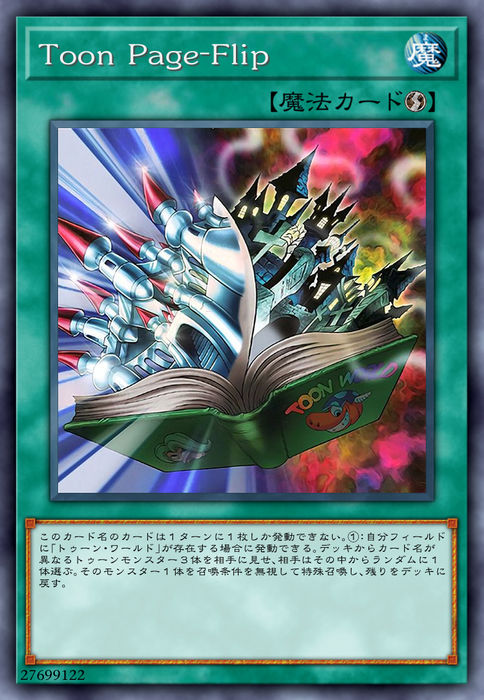 Toon Page-Flip
魔
【魔法カード】
TOON W
このカード名のカードは1ターンに1枚しか発動できない。①:自分フィールド
に「トゥーン・ワールド」が存在する場合に発動できる。デッキからカード名が
異なるトゥーンモンスター3体を相手に見せ、相手はその中からランダムに1
体選ぶ。そのモンスター1体を召喚条件を無視して特殊召喚し、残りをデッキに
戻す。
27699122